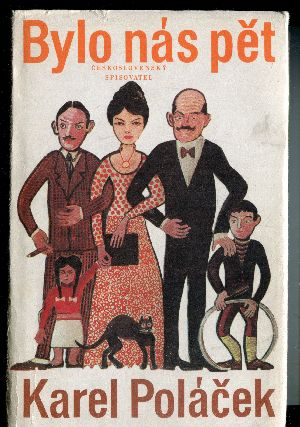 Bylo nás pět
ČESKOSLOVENSKÝ
SPISOVATEL
Karel Poláček